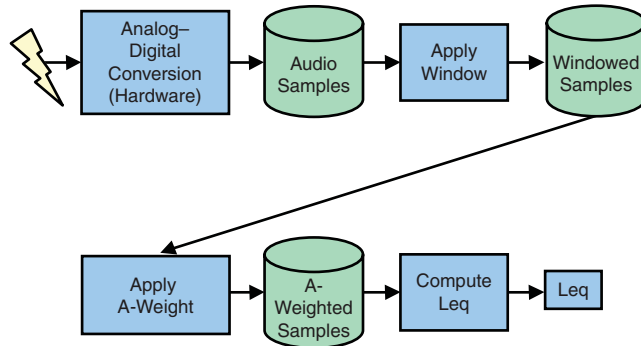 Analog–
Digital
Conversion
(Hardware)
Audio
Samples
Apply
Window
Windowed
Samples
Apply
A-Weight
A-
Weighted
Samples
Compute
Leq
Leq